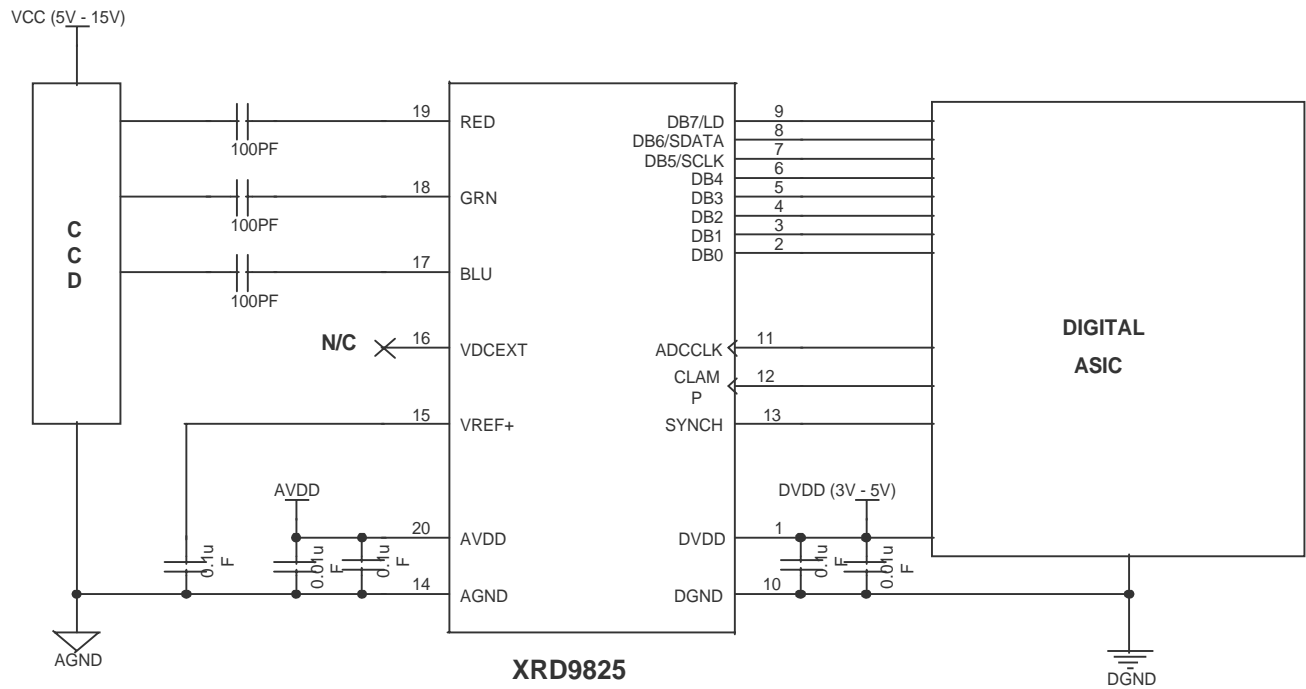 VCC (5V - 15V)
C
C
D
100PF
100PF
100PF
N/C
19
18
17
16
15
20
14
RED
GRN
BLU
VDCEXT
VREF+
AVDD
AGND
DB7/LD
DB6/SDATA
DB5/SCLK
DB4
DB3
DB2
DB1
DB0
ADCCLK
CLAM
P
SYNCH
DVDD
DGND
9
8
7
6
5
4
3
2
11
12
13
1
10
DIGITAL
ASIC
AVDD
DVDD (3V - 5V)
0.1u
F
0.01u
F
0.1u
F
0.1u
F
0.01u
F
AGND
XRD9825
DGND